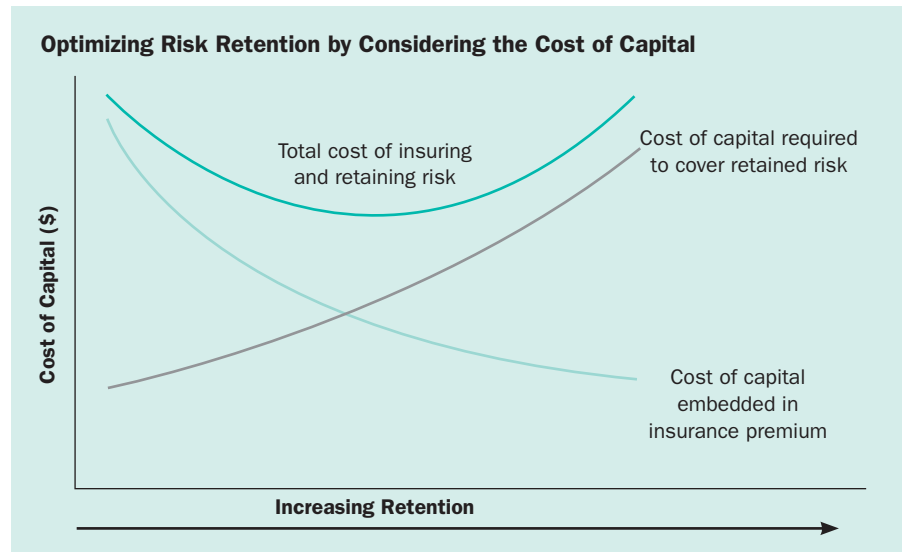 Optimizing Risk Retention by Considering the Cost of Capital
Total cost of insuring
and retaining risk
Cost of capital required
to cover retained risk
Cost of Capital ($)
Cost of capital
embedded in
insurance premium
Increasing Retention